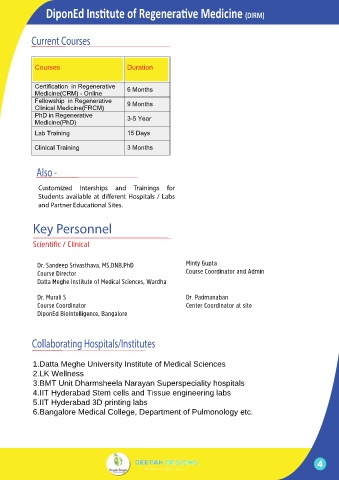 DiponEd Institute of Regenerative Medicine (DIRM)
Current Courses
Courses Duration
Certification in Regenerative
Medicine(CRM) - Online 6 Months
Fellowship in Regenerative
Clinical Medicine(FRCM) 9 Months
PhD in Regenerative
Medicine(PhD) 3-5 Year
Lab Training 15 Days
Clinical Training 3 Months
Also -
Customized Interships and Trainings for
Students available at different Hospitals / Labs
and Partner Educational Sites.
Key Personnel
Scientific / Clinical
Dr. Sandeep Srivasthava, MS,DNB,PhD
Course Director
Datta Meghe Institute of Medical Sciences, Wardha
Minty Gupta
Course Coordinator and Admin
Dr. Murali S
Course Coordinator
DiponEd BioIntelligence, Bangalore
Dr. Padmanaban
Center Coordinator at site
Collaborating Hospitals/Institutes
1.Datta Meghe University Institute of Medical Sciences
2.LK Wellness
3.BMT Unit Dharmsheela Narayan Superspeciality hospitals
4.IIT Hyderabad Stem cells and Tissue engineering labs
5.IIT Hyderabad 3D printing labs
6.Bangalore Medical College, Department of Pulmonology etc.
DEEPAK DESIGNS
4